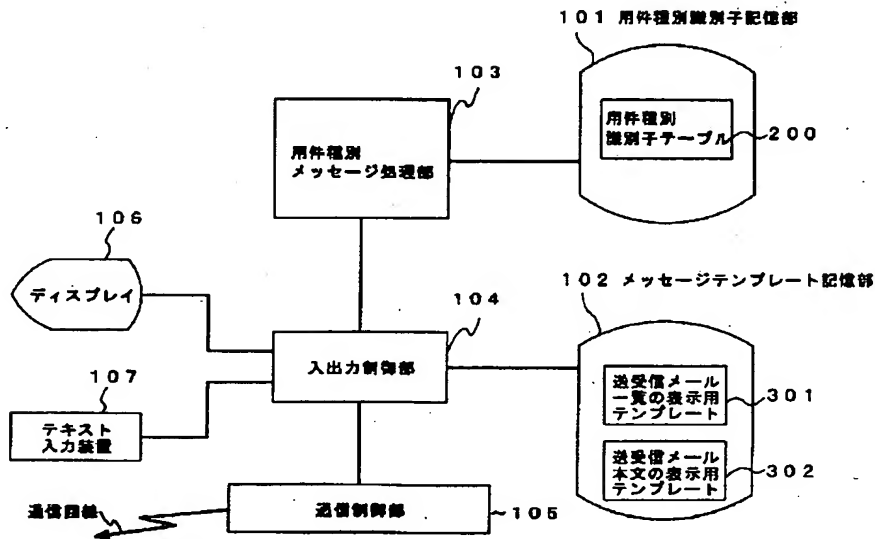 101 用件種別識別子記憶部
103
用件種別
識別子テーブル
200
用件種別
メッセージ処理部
106
ディスプレイ
102 メッセージテンプレート記憶部
104
入出力制御部
送受信メール
一覧の表示用
テンプレート
301
107
テキスト
入力装置
送受信メール
本文の表示用
テンプレート
302
通信制御部
105
通信回線